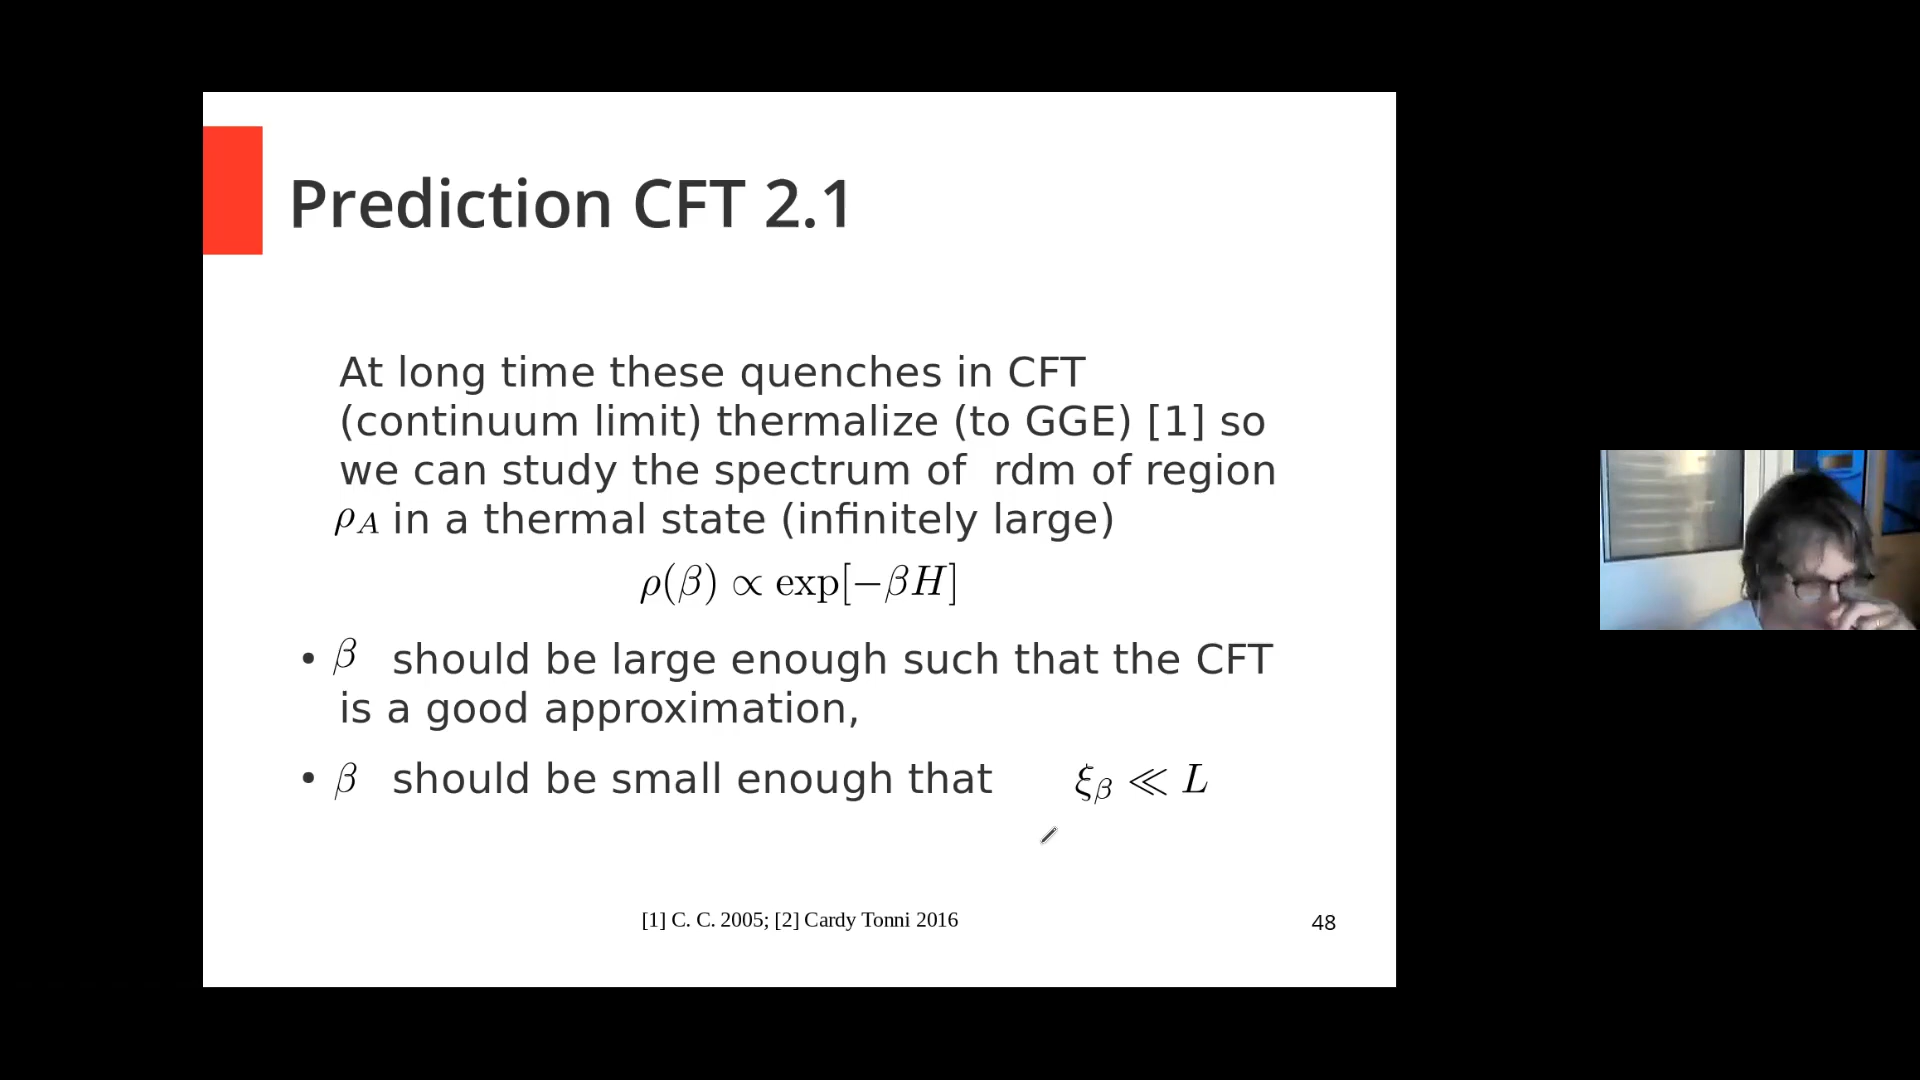 Prediction CFT 2.1
At long time these quenches in CFT
(continuum limit) thermalize (to GGE) [1] so
we can study the spectrum of rdm of region
ρ_A in a thermal state (infinitely large)
ρ(β) ∝ exp[−βH]
• β should be large enough such that the CFT
is a good approximation,
• β should be small enough that ξ_β ≪ L
[1] C. C. 2005; [2] Cardy Tonni 2016
48